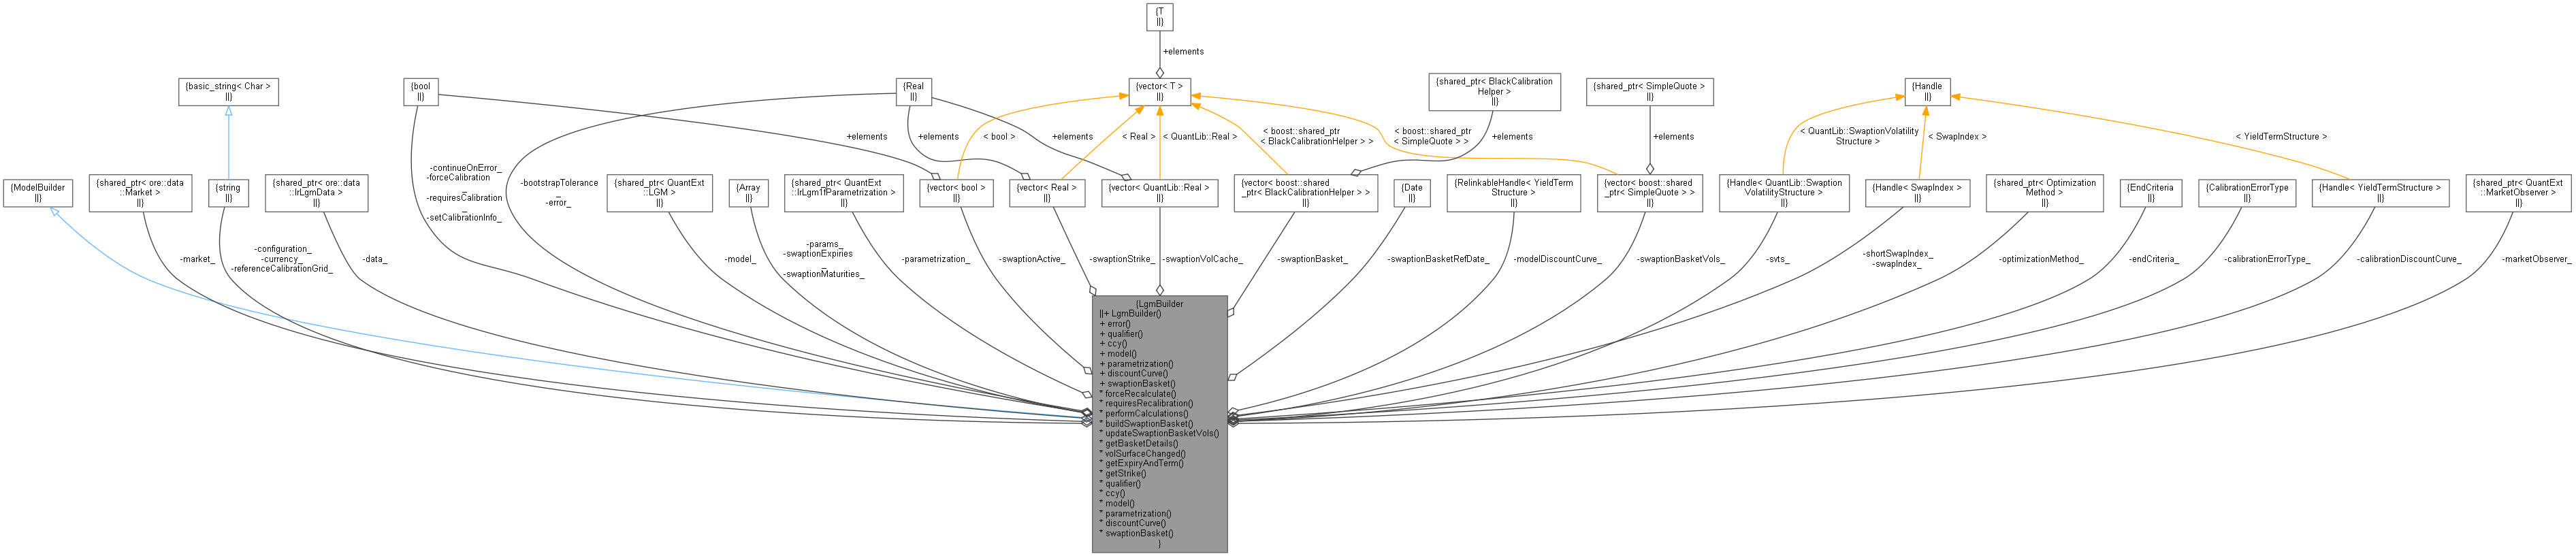 {T
||}
+elements
{basic_string< Char >
||}
{bool
||}
{Real
||}
{vector< T >
||}
{shared_ptr< BlackCalibration
Helper >
||}
{shared_ptr< SimpleQuote >
||}
{Handle
||}
+elements
+elements
+elements
+elements
+elements
< bool >
< Real >
< QuantLib::Real >
< boost::shared_ptr
< BlackCalibrationHelper > >
< boost::shared_ptr
< SimpleQuote > >
< QuantLib::SwaptionVolatility
Structure >
< SwapIndex >
< YieldTermStructure >
-continueOnError_
-forceCalibration
_
-requiresCalibration
_
-setCalibrationInfo_
-bootstrapTolerance
_
-error_
{ModelBuilder
||}
{shared_ptr< ore::data
::Market >
||}
{string
||}
{shared_ptr< ore::data
::IrLgmData >
||}
{shared_ptr< QuantExt
::LGM >
||}
{Array
||}
{shared_ptr< QuantExt
::IrLgm1fParametrization >
||}
{vector< bool >
||}
{vector< Real >
||}
{vector< QuantLib::Real >
||}
{vector< boost::shared
_ptr< BlackCalibrationHelper > >
||}
{Date
||}
{RelinkableHandle< YieldTerm
Structure >
||}
{vector< boost::shared
_ptr< SimpleQuote > >
||}
{Handle< QuantLib::Swaption
VolatilityStructure >
||}
{Handle< SwapIndex >
||}
{shared_ptr< Optimization
Method >
||}
{EndCriteria
||}
{CalibrationErrorType
||}
{Handle< YieldTermStructure >
||}
{shared_ptr< QuantExt
::MarketObserver >
||}
-market_
-configuration_
-currency_
-referenceCalibrationGrid_
-data_
-model_
-params_
-swaptionExpiries
_
-swaptionMaturities_
-parametrization_
-swaptionActive_
-swaptionStrike_
-swaptionVolCache_
-swaptionBasket_
-swaptionBasketRefDate_
-modelDiscountCurve_
-swaptionBasketVols_
-svts_
-shortSwapIndex_
-swapIndex_
-optimizationMethod_
-endCriteria_
-calibrationErrorType_
-calibrationDiscountCurve_
-marketObserver_
{LgmBuilder
||+ LgmBuilder()
+ error()
+ qualifier()
+ ccy()
+ model()
+ parametrization()
+ discountCurve()
+ swaptionBasket()
* forceRecalculate()
* requiresRecalibration()
* performCalculations()
* buildSwaptionBasket()
* updateSwaptionBasketVols()
* getBasketDetails()
* volSurfaceChanged()
* getExpiryAndTerm()
* getStrike()
* qualifier()
* ccy()
* model()
* parametrization()
* discountCurve()
* swaptionBasket()
}